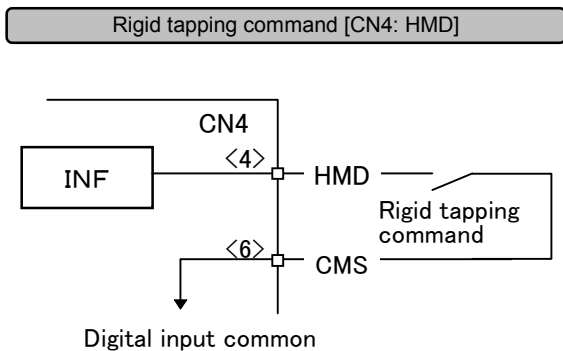 Rigid tapping command [CN4: HMD]
CN4
<4>
INF
HMD
Rigid tapping
command
<6>
CMS
Digital input common